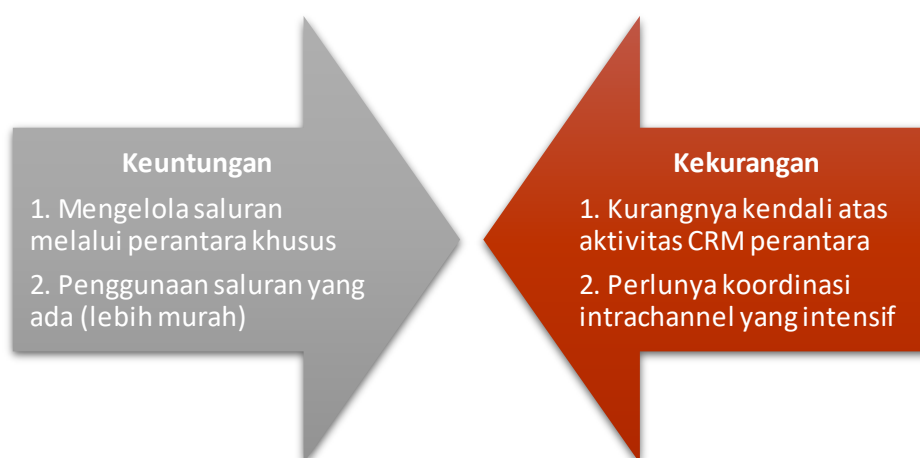 Keuntungan
1. Mengelola saluran
melalui perantara khusus
2. Penggunaan saluran yang
ada (lebih murah)
Kekurangan
1. Kurangnya kendali atas
aktivitas CRM perantara
2. Perlunya koordinasi
intrachannel yang intensif